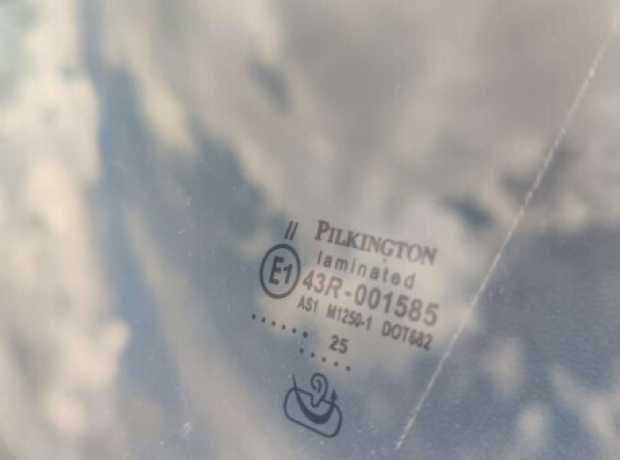 // PILKINGTON
laminated
E1 43R-001585
AS1 M1250-1 DOT682
......
25
.....